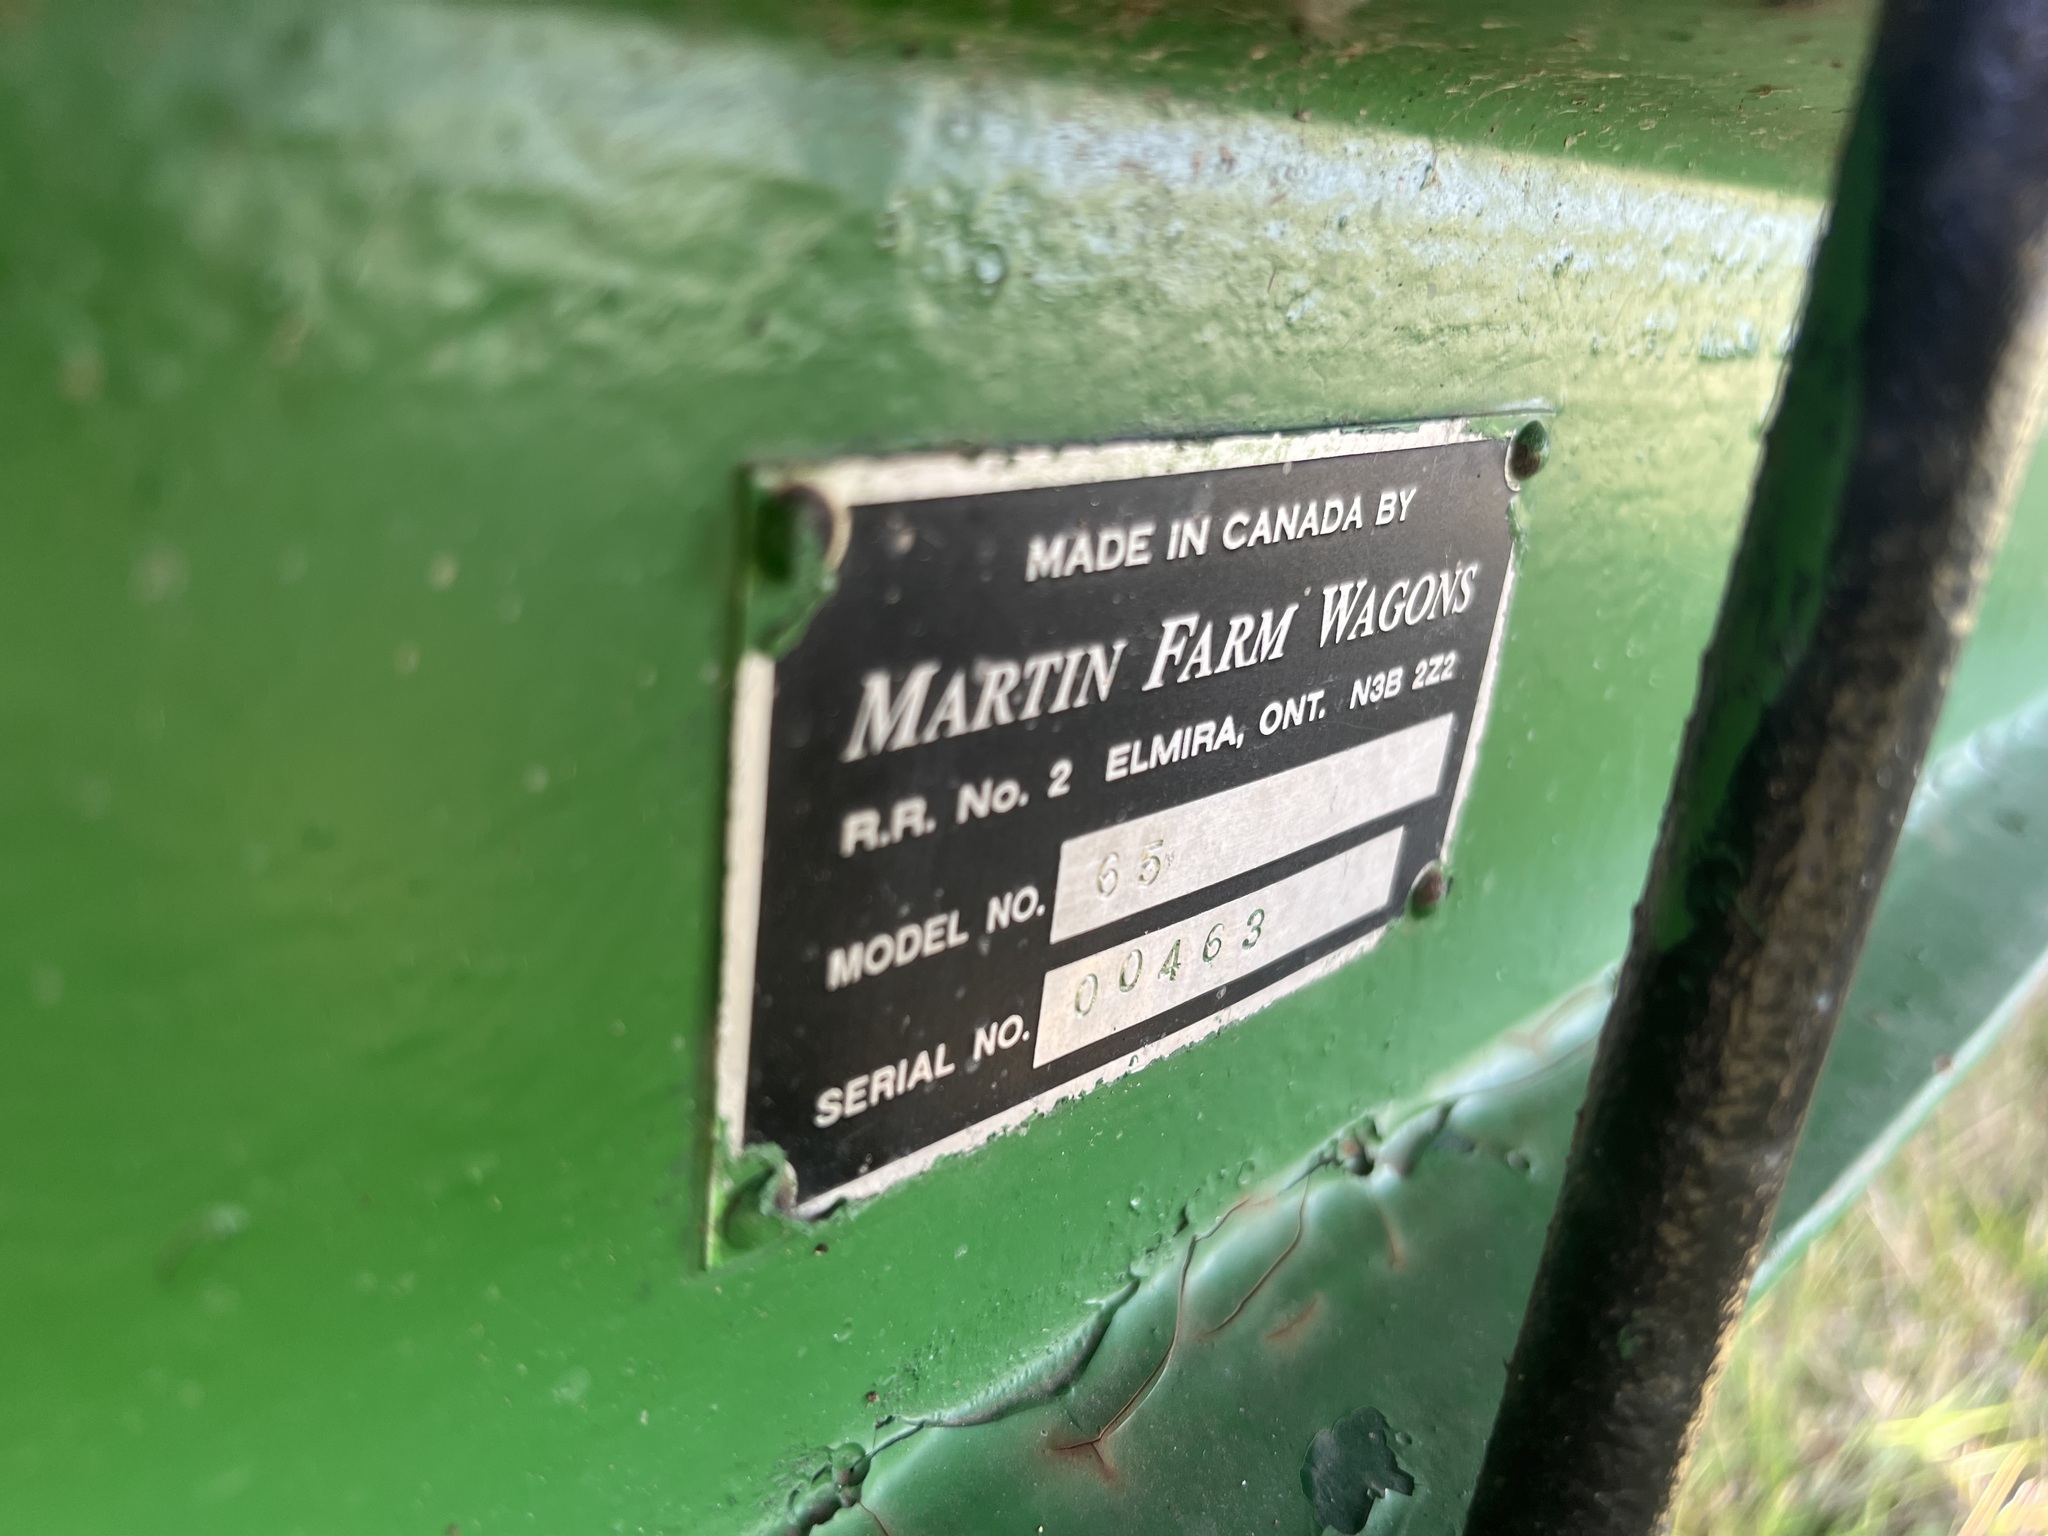 MADE IN CANADA BY
MARTIN FARM WAGONS
R.R. No. 2 ELMIRA, ONT. N3B 2Z2
MODEL NO. 65
SERIAL NO. 00463